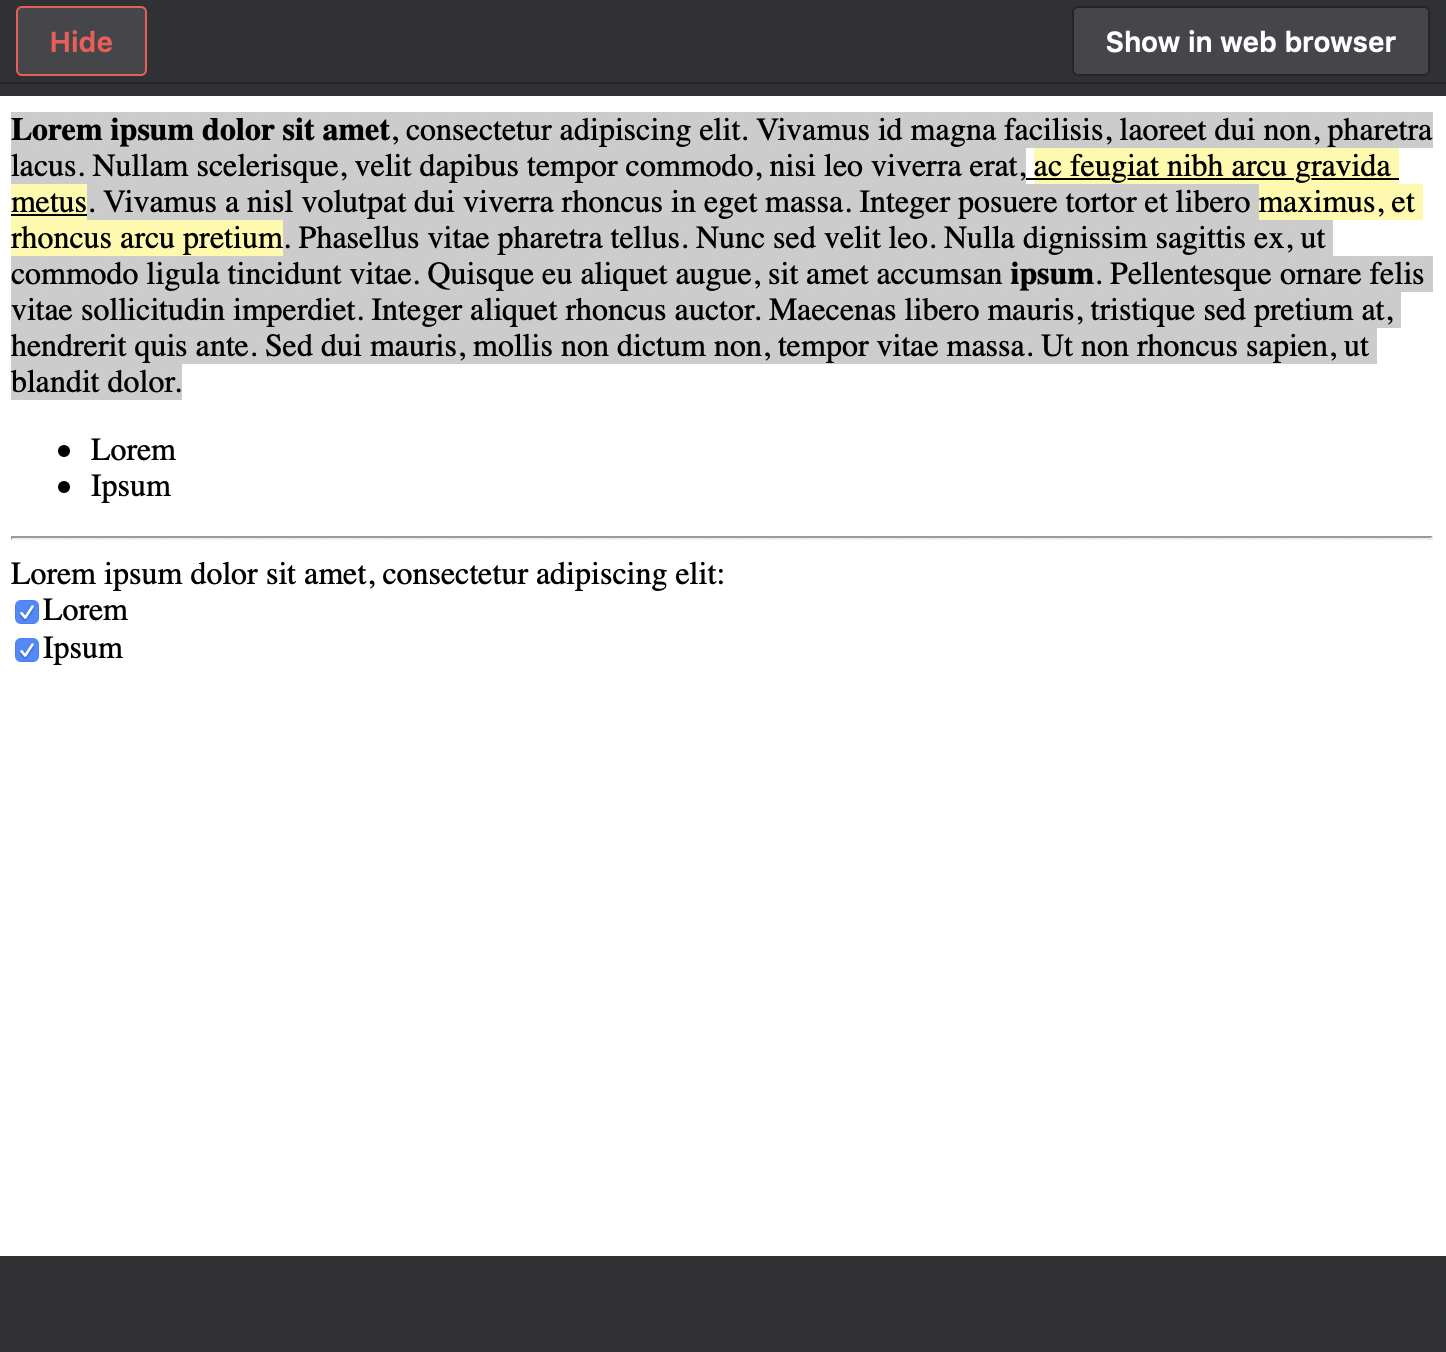 Hide
Show in web browser
Lorem ipsum dolor sit amet, consectetur adipiscing elit. Vivamus id magna facilisis, laoreet dui non, pharetra
lacus. Nullam scelerisque, velit dapibus tempor commodo, nisi leo viverra erat, ac feugiat nibh arcu gravida
metus. Vivamus a nisl volutpat dui viverra rhoncus in eget massa. Integer posuere tortor et libero maximus, et
rhoncus arcu pretium. Phasellus vitae pharetra tellus. Nunc sed velit leo. Nulla dignissim sagittis ex, ut
commodo ligula tincidunt vitae. Quisque eu aliquet augue, sit amet accumsan ipsum. Pellentesque ornare felis
vitae sollicitudin imperdiet. Integer aliquet rhoncus auctor. Maecenas libero mauris, tristique sed pretium at,
hendrerit quis ante. Sed dui mauris, mollis non dictum non, tempor vitae massa. Ut non rhoncus sapien, ut
blandit dolor.
• Lorem
• Ipsum
Lorem ipsum dolor sit amet, consectetur adipiscing elit:
Lorem
Ipsum